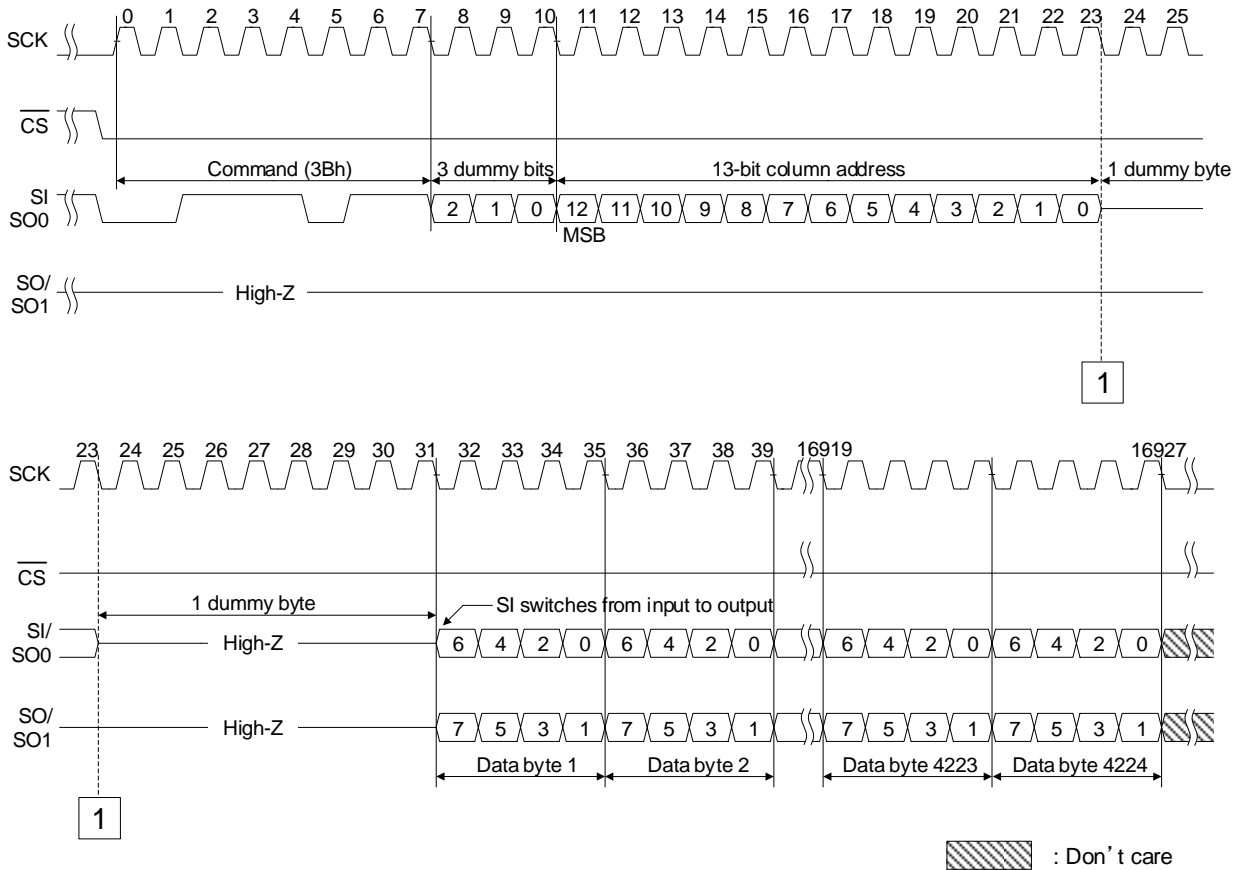 0 1 2 3 4 5 6 7 8 9 10 11 12 13 14 15 16 17 18 19 20 21 22 23 24 25
SCK
CS
Command (3Bh) 3 dummy bits 13-bit column address 1 dummy byte
SI
SO0
2 1 0 12 11 10 9 8 7 6 5 4 3 2 1 0
MSB
SO/
SO1
High-Z
1
23 24 25 26 27 28 29 30 31 32 33 34 35 36 37 38 39 16919 16927
SCK
CS
1 dummy byte SI switches from input to output
SI/
SO0
High-Z 6 4 2 0 6 4 2 0 6 4 2 0 6 4 2 0
SO/
SO1
High-Z 7 5 3 1 7 5 3 1 7 5 3 1 7 5 3 1
Data byte 1 Data byte 2 Data byte 4223 Data byte 4224
1
: Don't care